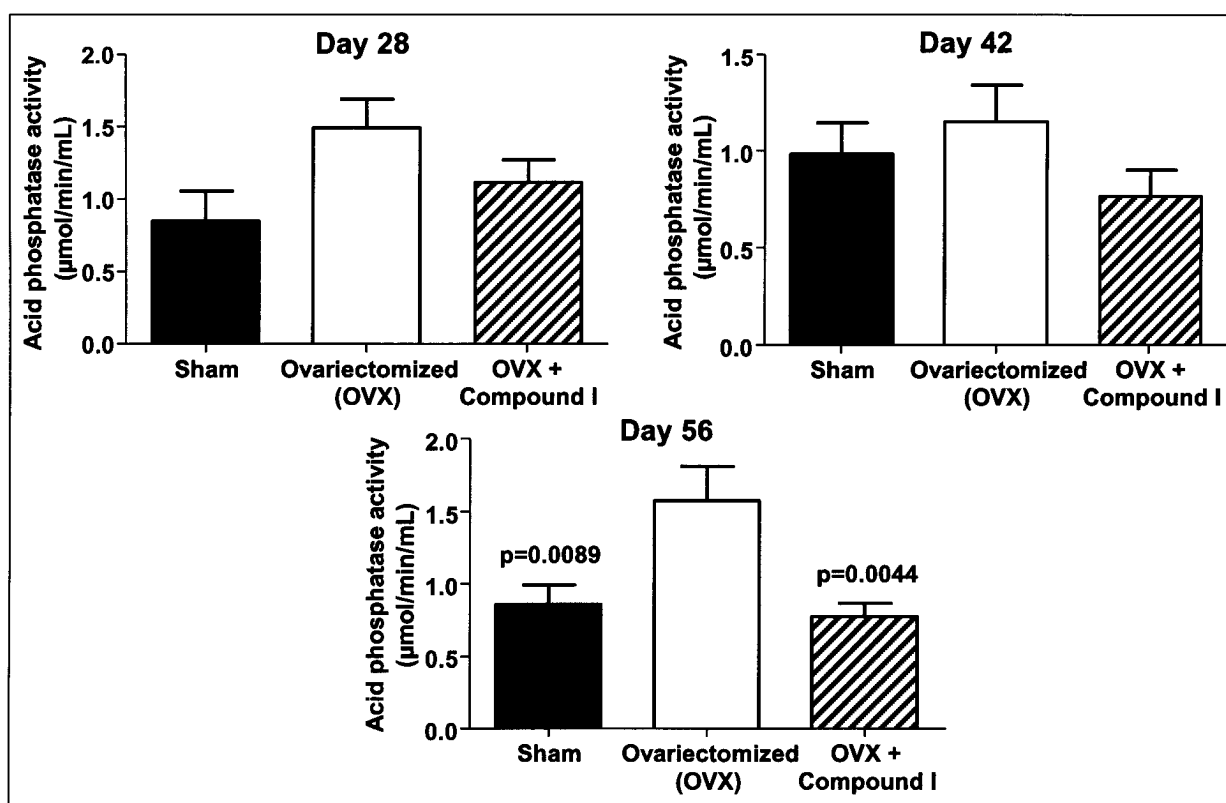 Day 28
Acid phosphatase activity
(µmol/min/mL)
2.0
1.5
1.0
0.5
0.0
Sham
Ovariectomized
(OVX)
OVX +
Compound I
Day 42
Acid phosphatase activity
(µmol/min/mL)
1.5
1.0
0.5
0.0
Sham
Ovariectomized
(OVX)
OVX +
Compound I
Day 56
Acid phosphatase activity
(µmol/min/mL)
2.0
1.5
1.0
0.5
0.0
p=0.0089
p=0.0044
Sham
Ovariectomized
(OVX)
OVX +
Compound I